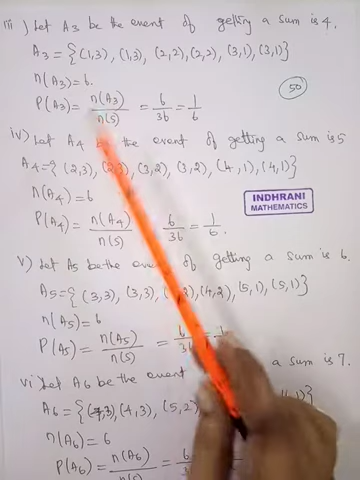 iii) Let A3 be the event of getting a sum is 4.
A3 = {(1,3), (1,3), (2,2), (2,2), (3,1), (3,1)}
n(A3) = 6.
50
P(A3) = n(A3)/n(S) = 6/36 = 1/6
iv) Let A4 be the event of getting a sum is 5
A4 = {(2,3), (2,3), (3,2), (3,2), (4,1), (4,1)}
n(A4) = 6
INDHRANI
MATHEMATICS
P(A4) = n(A4)/n(S) 6/36 = 1/6.
v) Let A5 be the event of getting a sum is 6.
A5 = {(3,3), (3,3), (4,2), (5,1), (5,1)}
n(A5) = 6
P(A5) = n(A5)/n(S) = 6/36
vi) Let A6 be the event a sum is 7.
A6 = { (4,3), (5,2)
n(A6) = 6
P(A6) = n(A6)/n(S) = 6